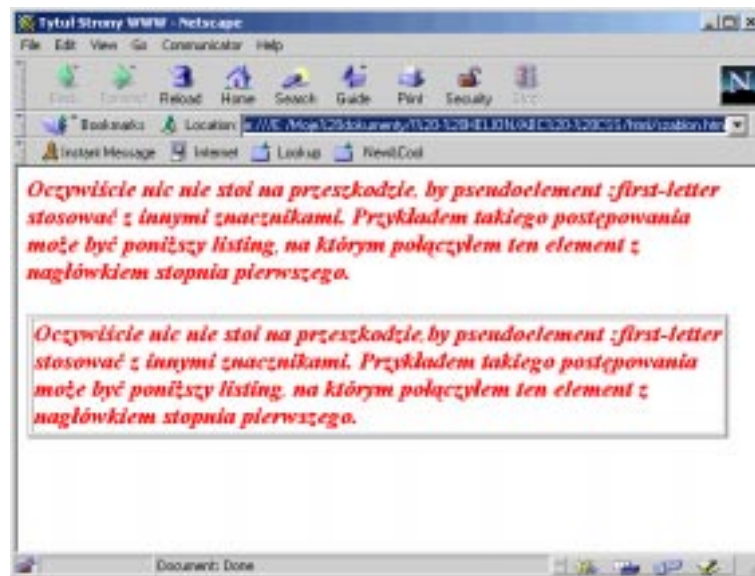 Tytuł Strony WWW - Netscape
File Edit View Go Communicator Help
Reload Home Search Guide Print Security Stop
Bookmarks Location:
Instant Message Internet Lookup New&Cool
Oczywiście nic nie stoi na przeszkodzie, by pseudoelement :first-letter
stosować z innymi znacznikami. Przykładem takiego postępowania
może być poniższy listing, na którym połączyłem ten element z
nagłówkiem stopnia pierwszego.
Oczywiście nic nie stoi na przeszkodzie, by pseudoelement :first-letter
stosować z innymi znacznikami. Przykładem takiego postępowania
może być poniższy listing, na którym połączyłem ten element z
nagłówkiem stopnia pierwszego.
Document: Done